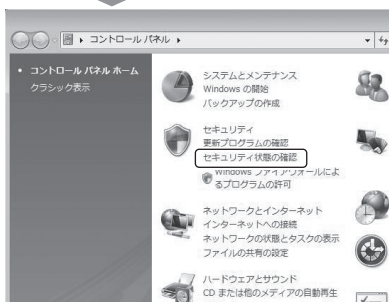 コントロール パネル
コントロール パネル ホーム
クラシック表示
システムとメンテナンス
Windows の開始
バックアップの作成
セキュリティ
更新プログラムの確認
セキュリティ状態の確認
Windows ファイアウォールによ
るプログラムの許可
ネットワークとインターネット
インターネットへの接続
ネットワークの状態とタスクの表示
ファイルの共有の設定
ハードウェアとサウンド
CD または他のメディアの自動再生